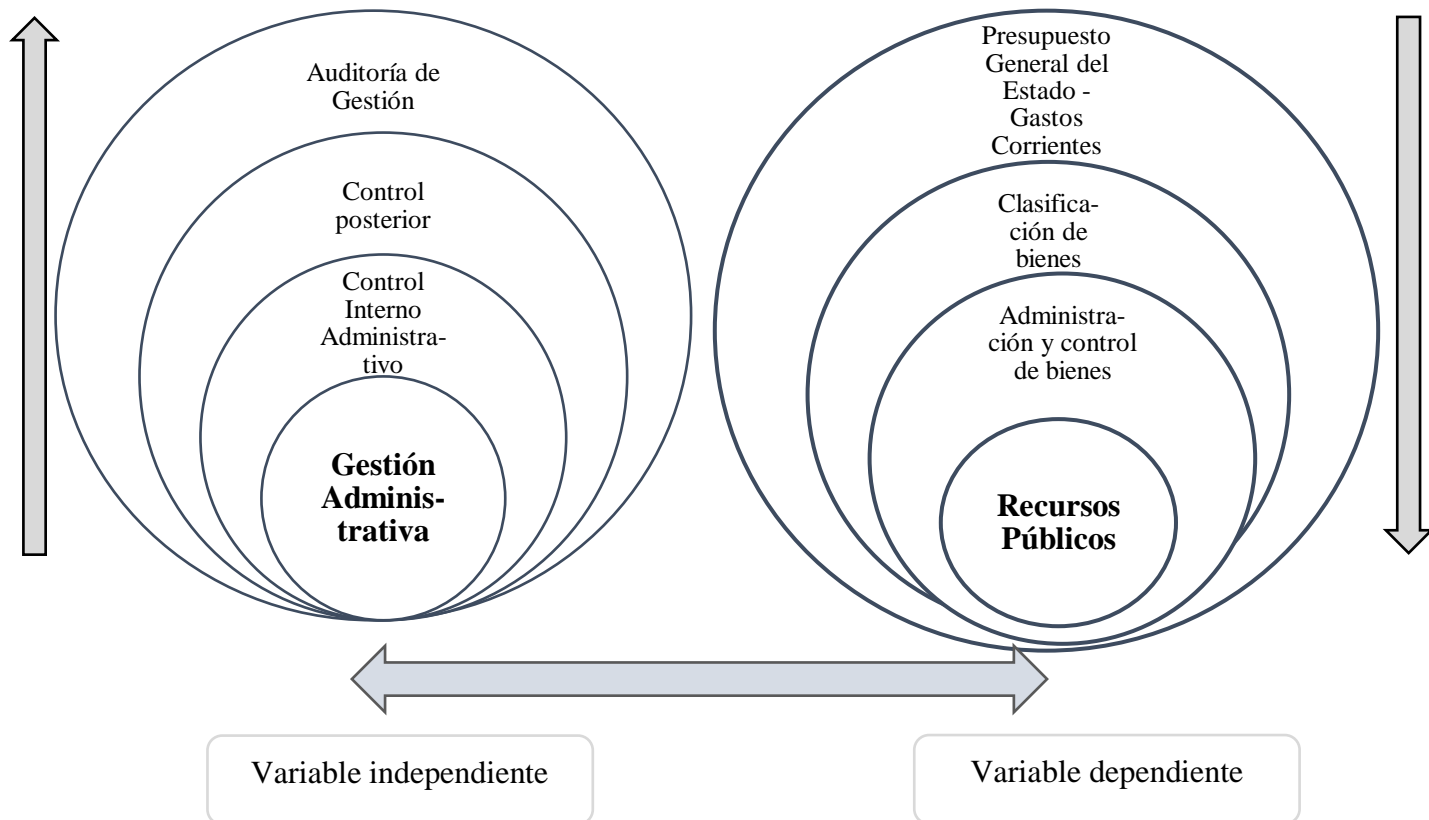 Auditoría de
Gestión
Control
posterior
Control
Interno
Administra-
tivo
Gestión
Adminis-
trativa
Presupuesto
General del
Estado -
Gastos
Corrientes
Clasifica-
ción de
bienes
Administra-
ción y control
de bienes
Recursos
Públicos
Variable independiente
Variable dependiente